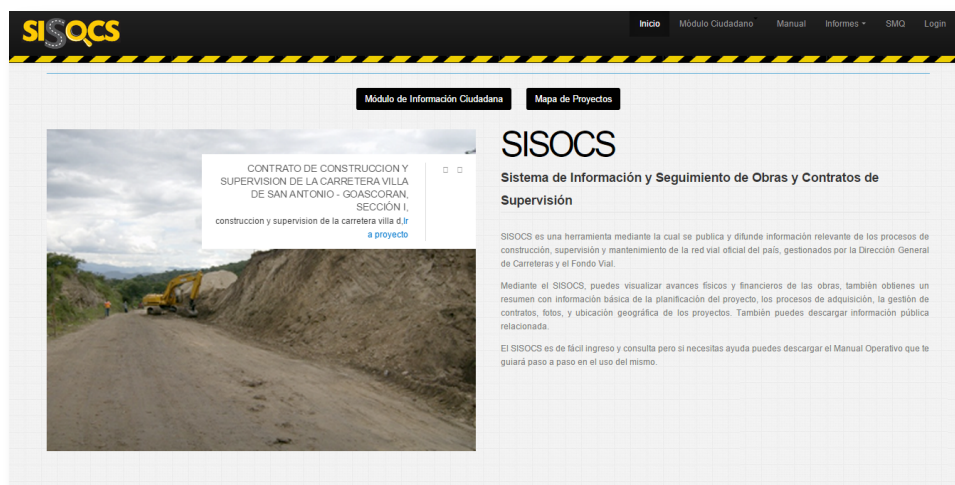 SISOCS
Inicio Módulo Ciudadano Manual Informes SMQ Login
Módulo de Información Ciudadana Mapa de Proyectos
CONTRATO DE CONSTRUCCION Y
SUPERVISION DE LA CARRETERA VILLA
DE SAN ANTONIO - GOASCORAN,
SECCIÓN I,
construccion y supervision de la carretera villa d,Ir
a proyecto
SISOCS
Sistema de Información y Seguimiento de Obras y Contratos de
Supervisión
SISOCS es una herramienta mediante la cual se publica y difunde información relevante de los procesos de
construcción, supervisión y mantenimiento de la red vial oficial del país, gestionados por la Dirección General
de Carreteras y el Fondo Vial.
Mediante el SISOCS, puedes visualizar avances físicos y financieros de las obras, también obtienes un
resumen con información básica de la planificación del proyecto, los procesos de adquisición, la gestión de
contratos, fotos, y ubicación geográfica de los proyectos. También puedes descargar información pública
relacionada.
El SISOCS es de fácil ingreso y consulta pero si necesitas ayuda puedes descargar el Manual Operativo que te
guiará paso a paso en el uso del mismo.